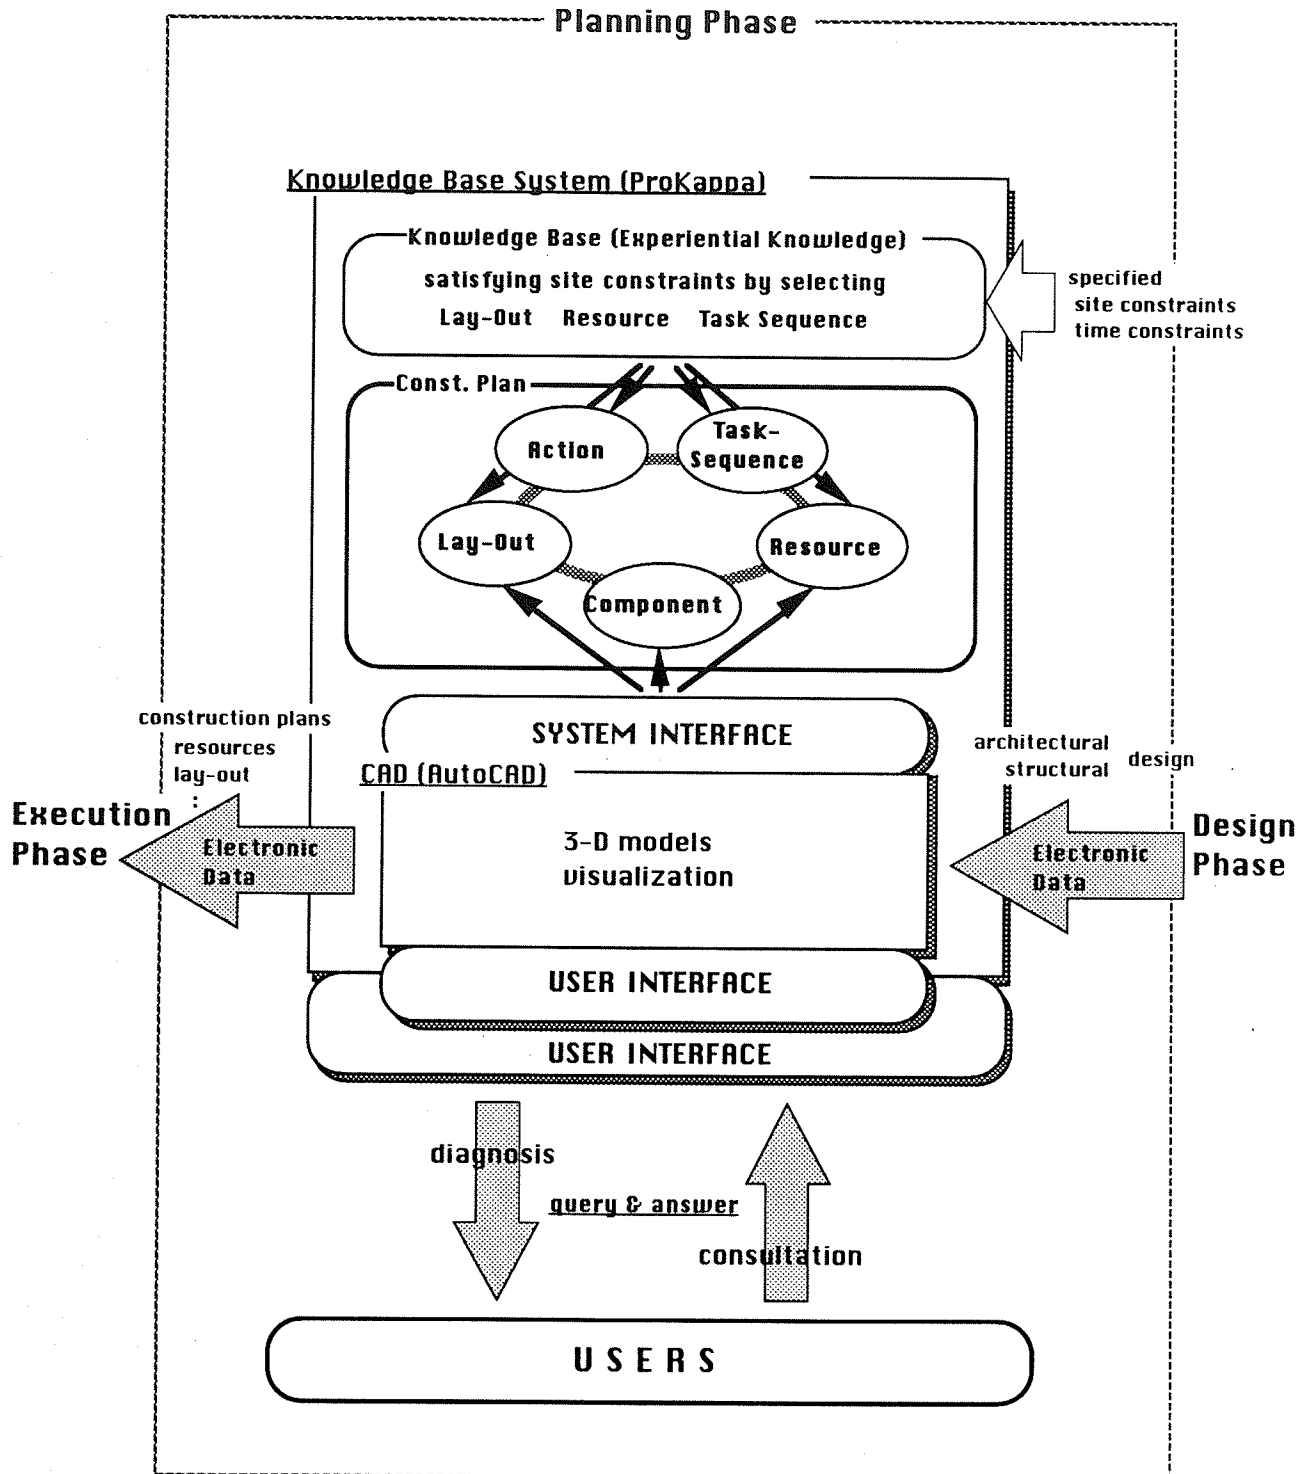 Planning Phase
Knowledge Base System (ProKappa)
Knowledge Base (Experiential Knowledge)
satisfying site constraints by selecting
Lay-Out Resource Task Sequence
specified
site constraints
time constraints
Const. Plan
Action
Task-
Sequence
Lay-Out
Resource
Component
SYSTEM INTERFACE
CAD (AutoCAD)
3-D models
visualization
construction plans
resources
lay-out
:
Execution
Phase
Electronic
Data
architectural
structural
design
Electronic
Data
Design
Phase
USER INTERFACE
USER INTERFACE
diagnosis
query & answer
consultation
USERS